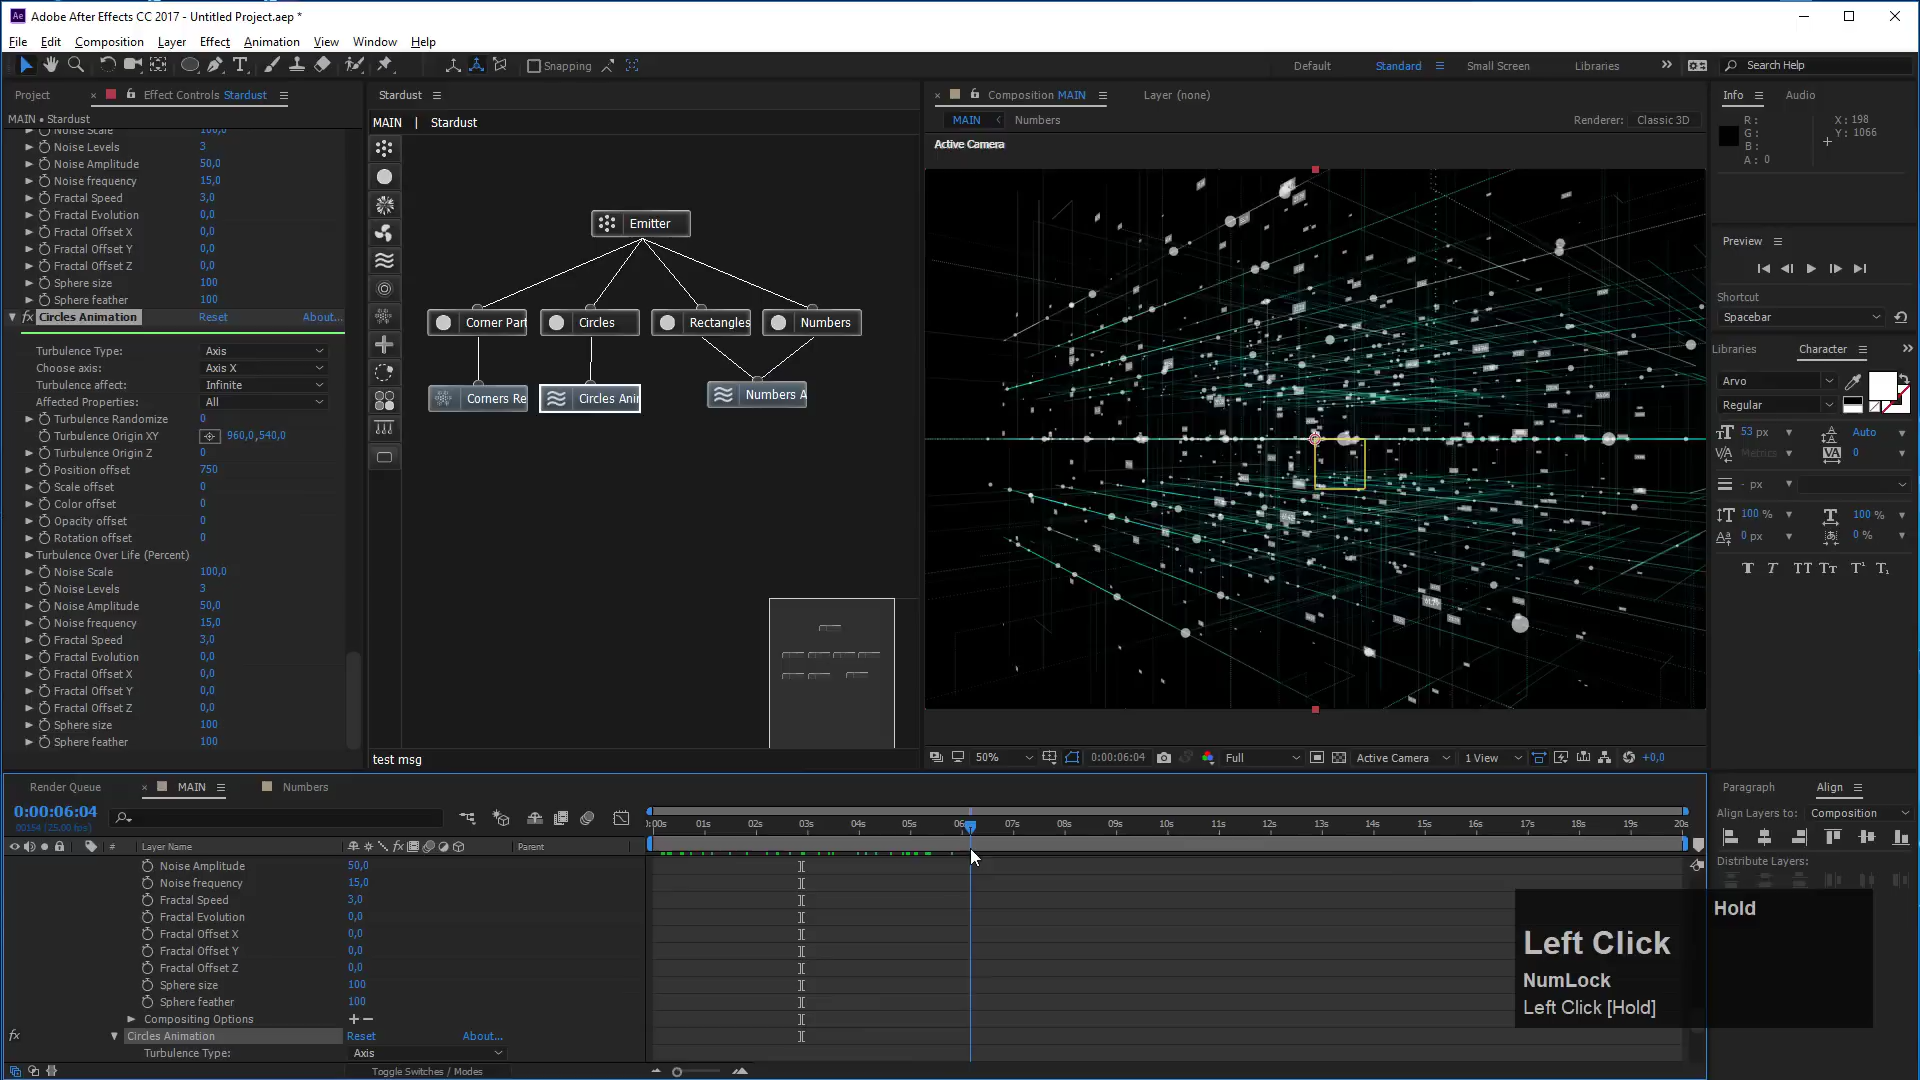 Adobe After Effects CC 2017 - Untitled Project.aep *
File Edit Composition Layer Effect Animation View Window Help
Snapping
Default Standard Small Screen Libraries
Search Help
Project
Effect Controls Stardust
MAIN • Stardust
Noise Scale 100,0
Noise Levels 3
Noise Amplitude 50,0
Noise frequency 15,0
Fractal Speed 3,0
Fractal Evolution 0,0
Fractal Offset X 0,0
Fractal Offset Y 0,0
Fractal Offset Z 0,0
Sphere size 100
Sphere feather 100
fx Circles Animation Reset About...
Turbulence Type: Axis
Choose axis: Axis X
Turbulence affect: Infinite
Affected Properties: All
Turbulence Randomize 0
Turbulence Origin XY 960,0,540,0
Turbulence Origin Z 0
Position offset 750
Scale offset 0
Color offset 0
Opacity offset 0
Rotation offset 0
Turbulence Over Life (Percent)
Noise Scale 100,0
Noise Levels 3
Noise Amplitude 50,0
Noise frequency 15,0
Fractal Speed 3,0
Fractal Evolution 0,0
Fractal Offset X 0,0
Fractal Offset Y 0,0
Fractal Offset Z 0,0
Sphere size 100
Sphere feather 100
Stardust
MAIN | Stardust
Emitter
Corner Part
Circles
Rectangles
Numbers
Corners Re
Circles Ani
Numbers A
test msg
Composition MAIN
Layer (none)
MAIN Numbers
Renderer: Classic 3D
Active Camera
50% 0:00:06:04 Full Active Camera 1 View +0,0
Info Audio
R:
G:
B:
A: 0
X: 198
Y: 1066
Preview
Shortcut
Spacebar
Libraries Character
Arvo
Regular
53 px Auto
Metrics 0
- px
100 % 100 %
0 px 0 %
Paragraph Align
Align Layers to: Composition
Distribute Layers:
Render Queue MAIN Numbers
0:00:06:04
00154 (25.00 fps)
# Layer Name fx Parent
:00s 01s 02s 03s 04s 05s 06s 07s 08s 09s 10s 11s 12s 13s 14s 15s 16s 17s 18s 19s 20s
Noise Amplitude 50,0
Noise frequency 15,0
Fractal Speed 3,0
Fractal Evolution 0,0
Fractal Offset X 0,0
Fractal Offset Y 0,0
Fractal Offset Z 0,0
Sphere size 100
Sphere feather 100
Compositing Options
fx Circles Animation Reset About...
Turbulence Type: Axis
Toggle Switches / Modes
Hold
Left Click
NumLock
Left Click [Hold]